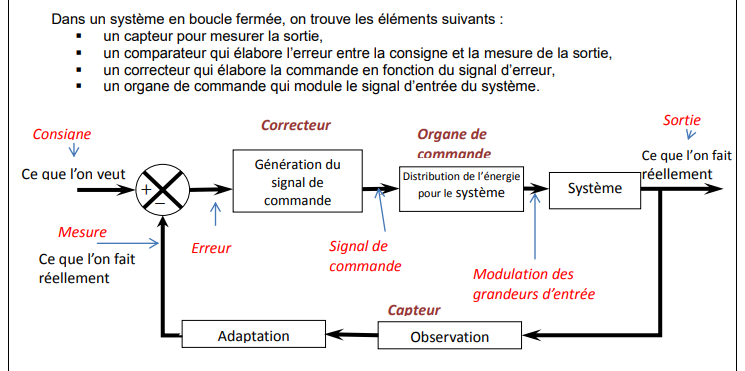 Dans un système en boucle fermée, on trouve les éléments suivants :
▪ un capteur pour mesurer la sortie,
▪ un comparateur qui élabore l'erreur entre la consigne et la mesure de la sortie,
▪ un correcteur qui élabore la commande en fonction du signal d'erreur,
▪ un organe de commande qui module le signal d'entrée du système.
Consigne
Ce que l'on veut
+
−
Correcteur
Génération du
signal de
commande
Organe de
commande
Distribution de l'énergie
pour le système
Système
Sortie
Ce que l'on fait
réellement
Mesure
Ce que l'on fait
réellement
Erreur
Signal de
commande
Modulation des
grandeurs d'entrée
Capteur
Adaptation
Observation